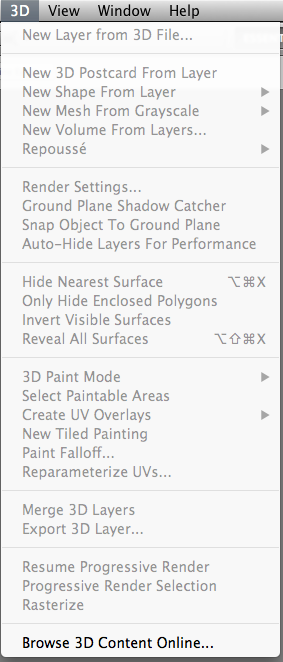 3D View Window Help
New Layer from 3D File...
New 3D Postcard From Layer
New Shape From Layer
New Mesh From Grayscale
New Volume From Layers...
Repoussé
Render Settings...
Ground Plane Shadow Catcher
Snap Object To Ground Plane
Auto-Hide Layers For Performance
Hide Nearest Surface ⌥⌘X
Only Hide Enclosed Polygons
Invert Visible Surfaces
Reveal All Surfaces ⌥⇧⌘X
3D Paint Mode
Select Paintable Areas
Create UV Overlays
New Tiled Painting
Paint Falloff...
Reparameterize UVs...
Merge 3D Layers
Export 3D Layer...
Resume Progressive Render
Progressive Render Selection
Rasterize
Browse 3D Content Online...